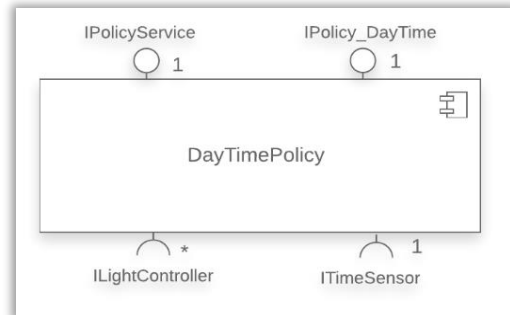 IPolicyService
IPolicy_DayTime
1
1
DayTimePolicy
*
1
ILightController
ITimeSensor